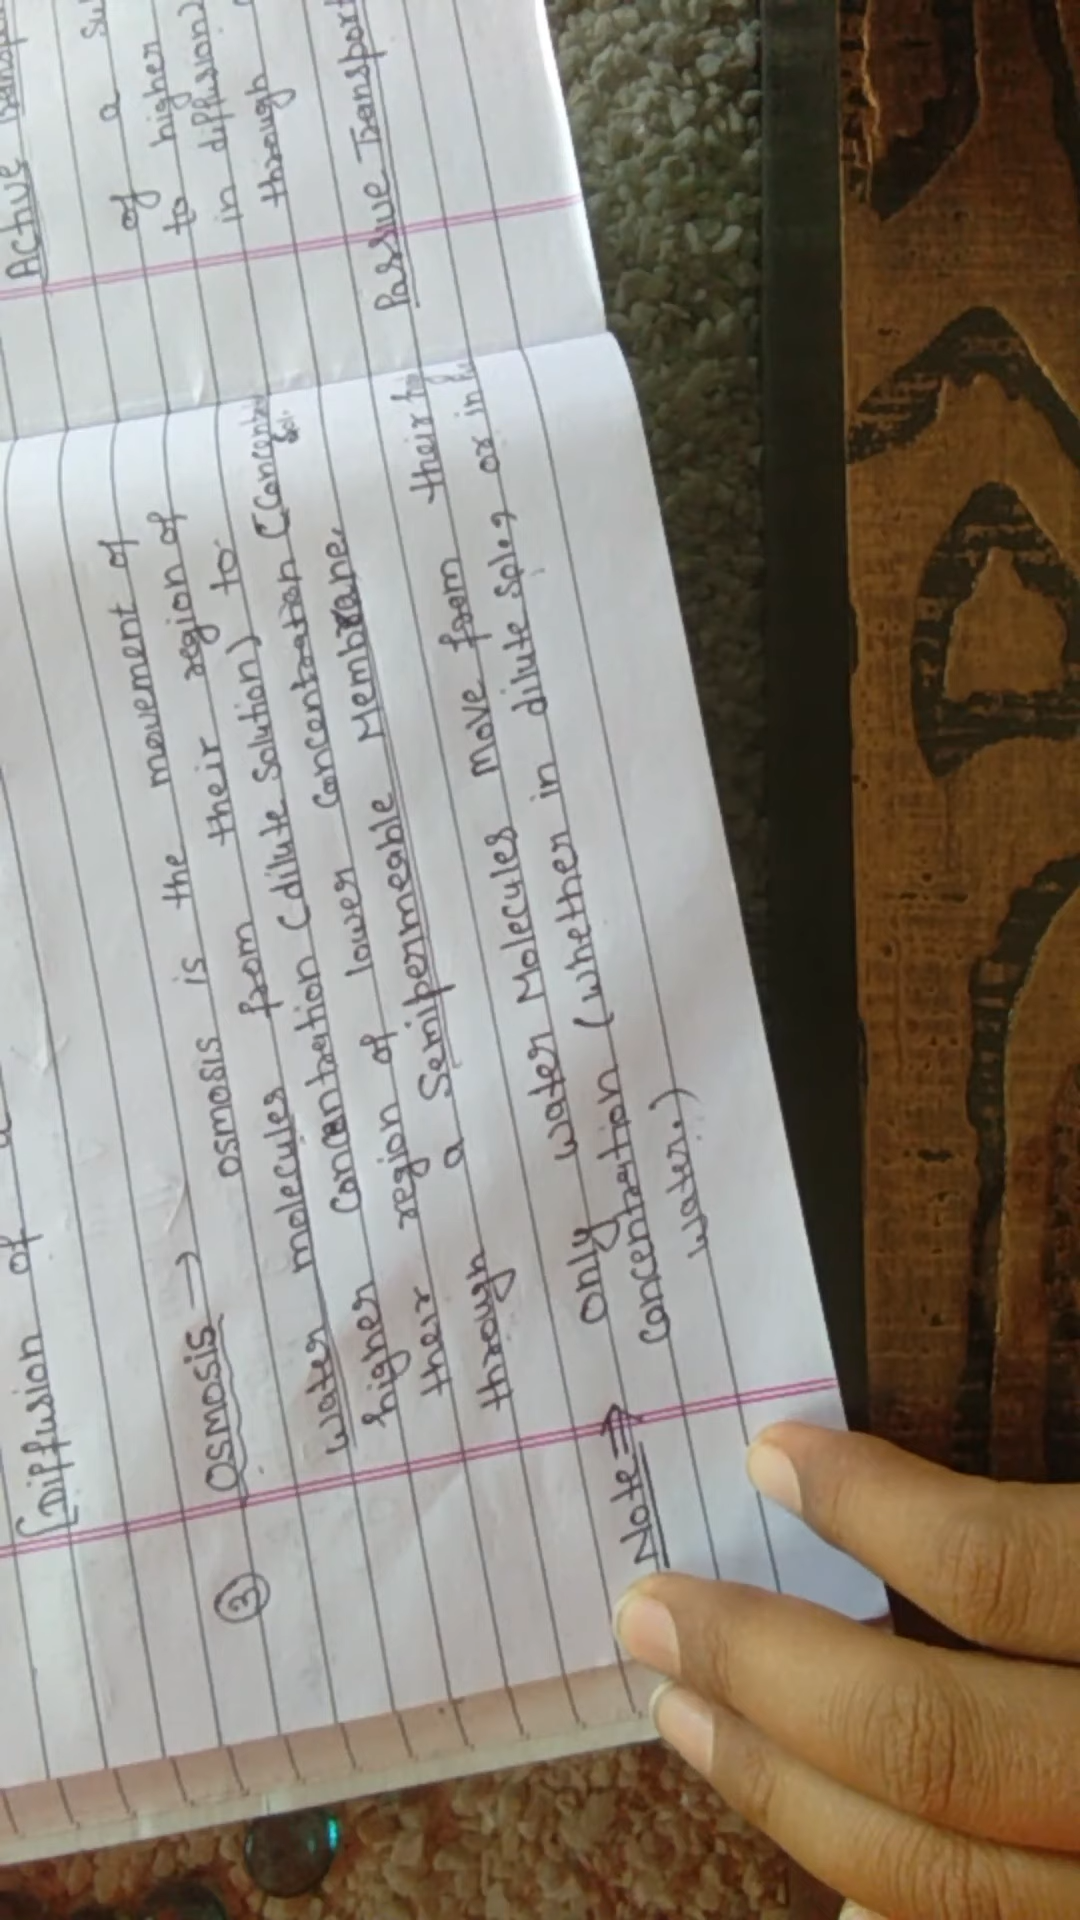 [Diffusion of a
③ Osmosis →
osmosis is the movement of
water molecules from their region of
higher concentration (dilute solution) to
their region of lower concentration (concentra
sol.
through a semipermeable Membrane.
Note ⇒ Only water Molecules move from their
concentration (whether in dilute sol., or in
water.)
Active
of a su
to higher
in diffusion
through
Passive Transport